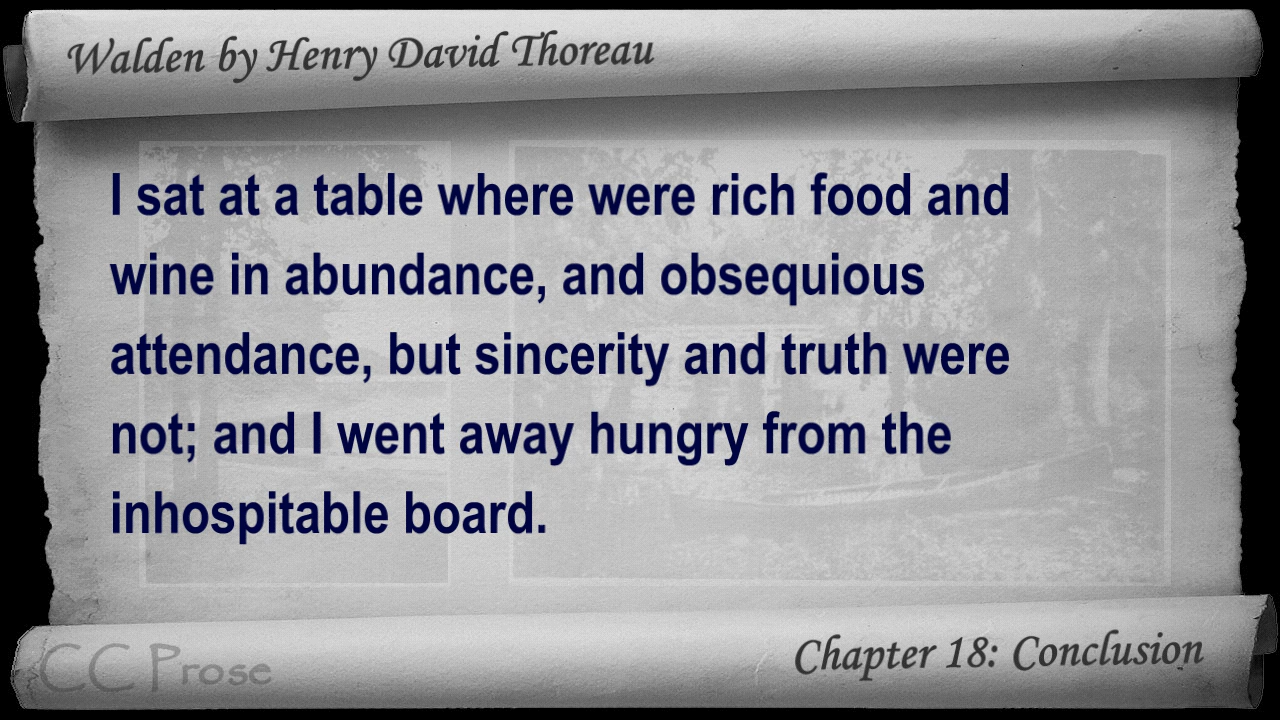 Walden by Henry David Thoreau
I sat at a table where were rich food and
wine in abundance, and obsequious
attendance, but sincerity and truth were
not; and I went away hungry from the
inhospitable board.
CC Prose
Chapter 18: Conclusion